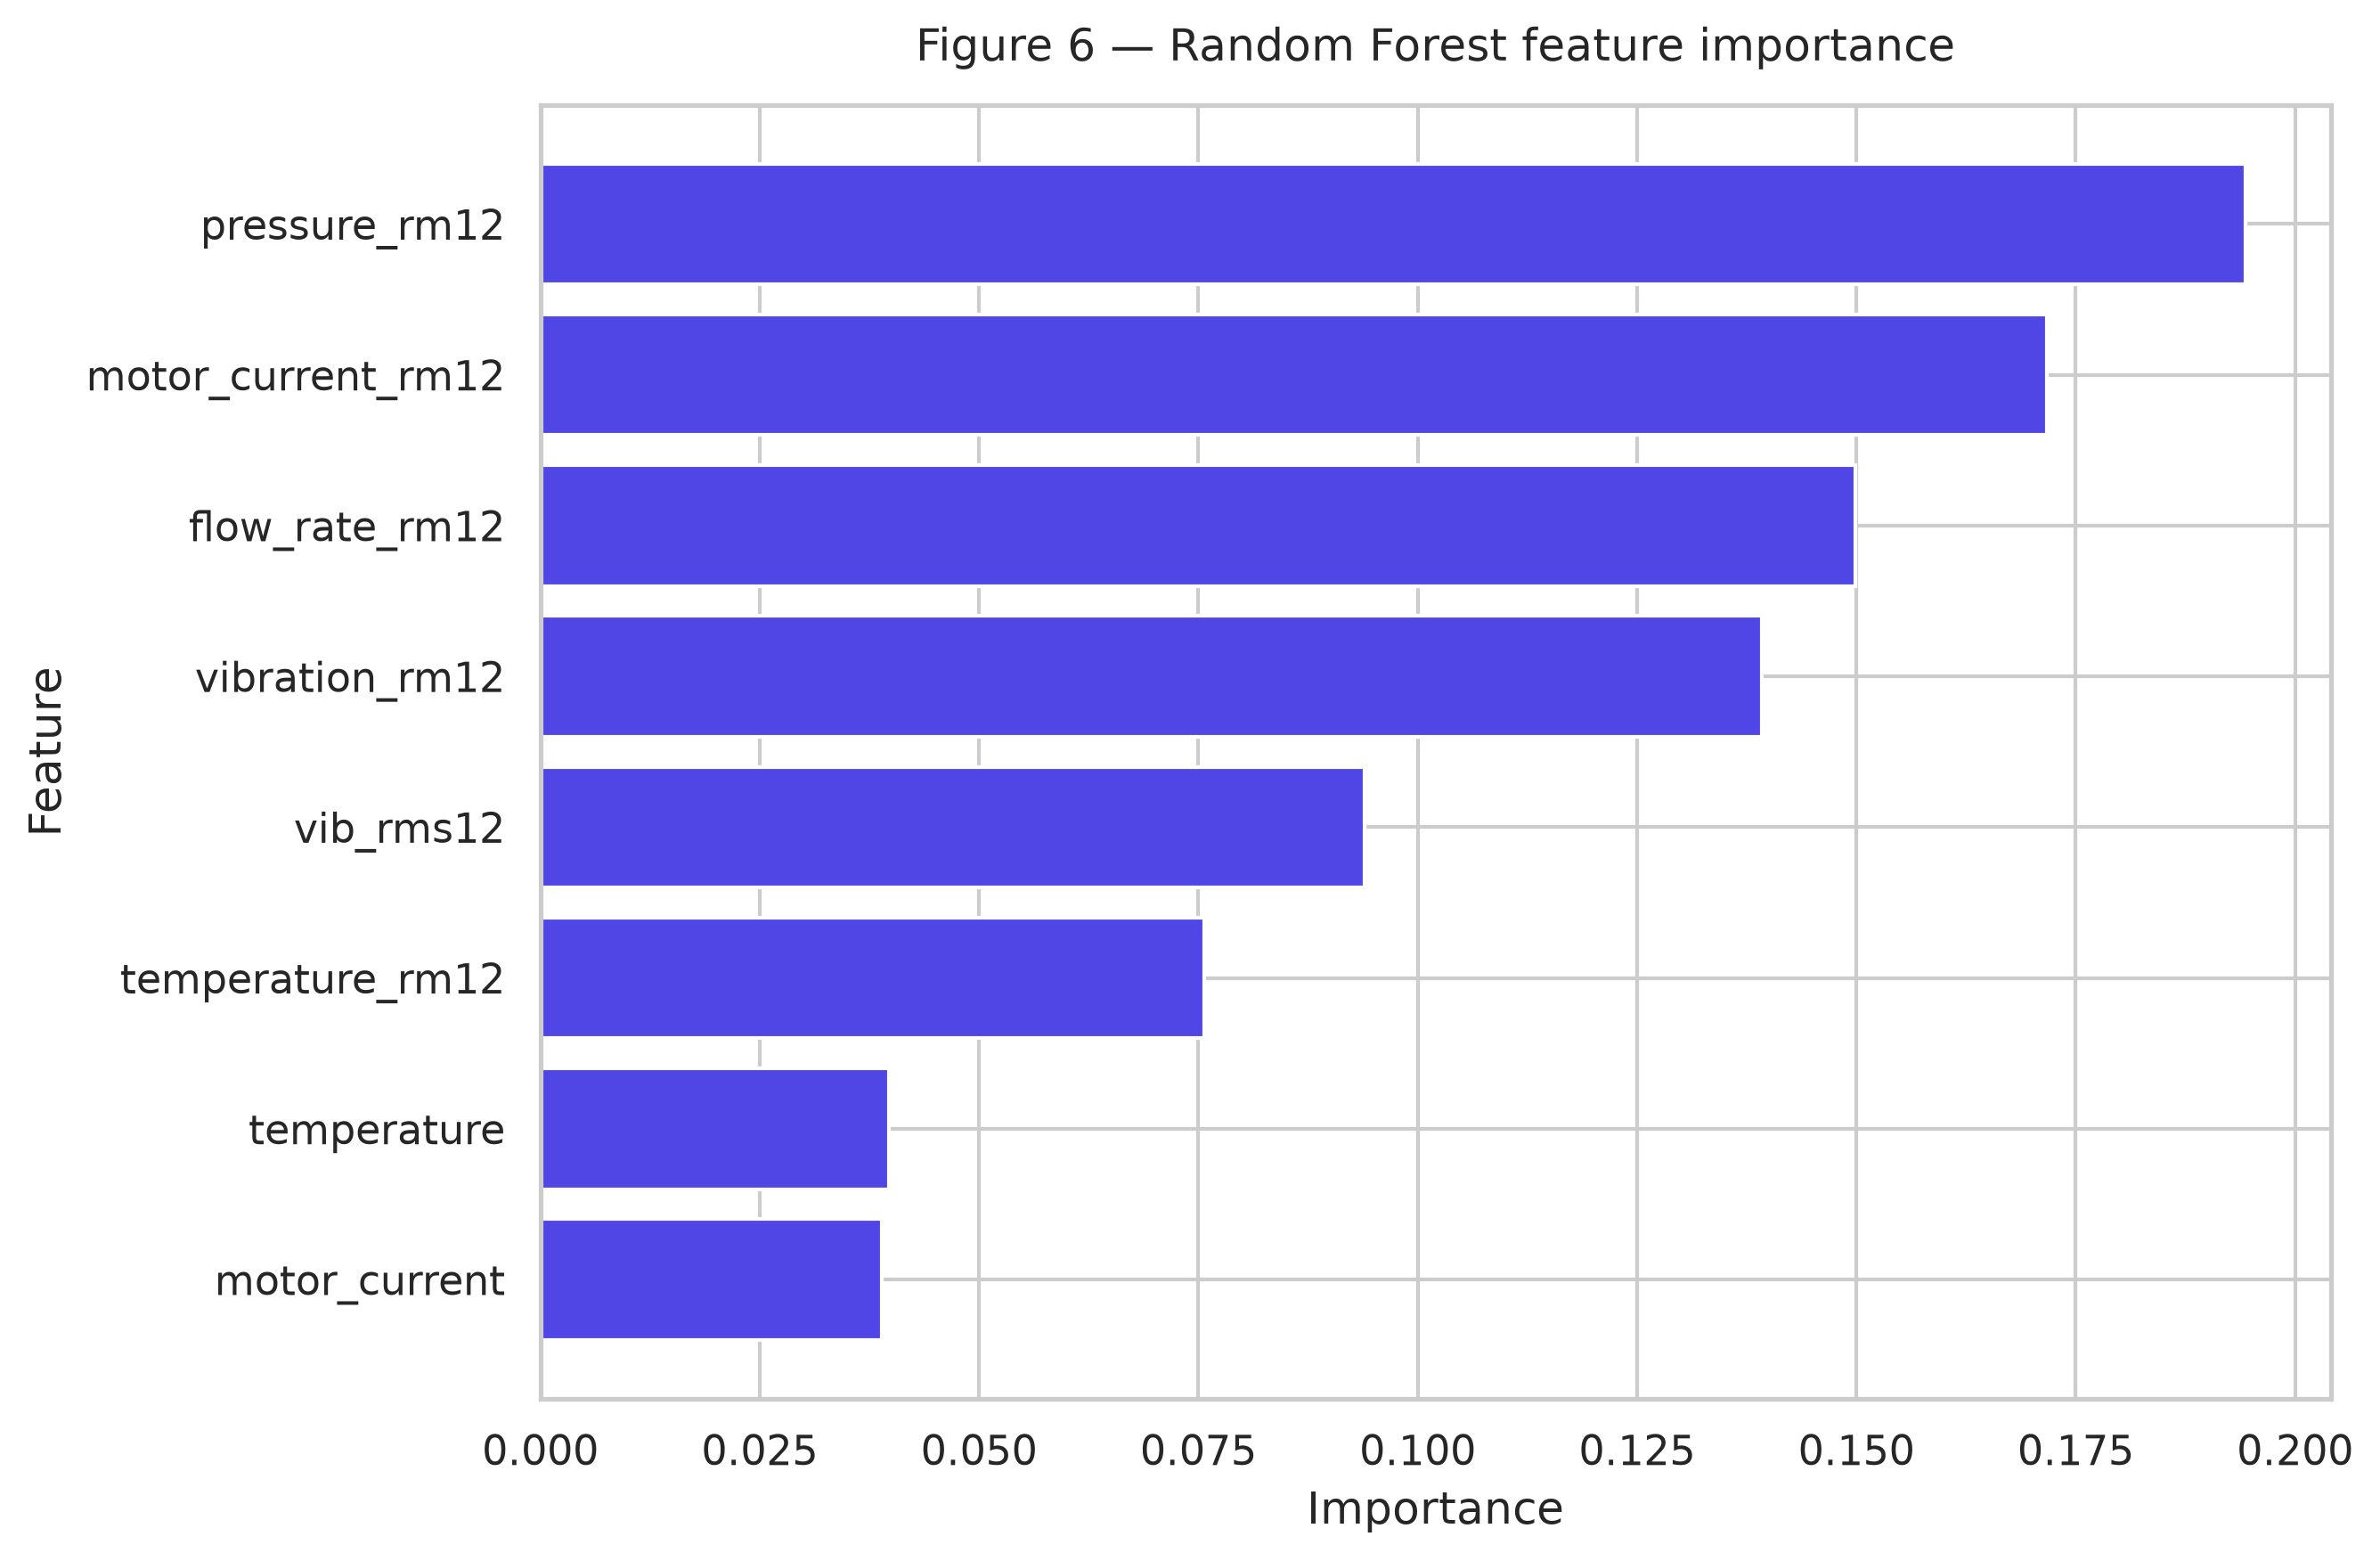 Figure 6 — Random Forest feature importance
pressure_rm12
motor_current_rm12
flow_rate_rm12
vibration_rm12
vib_rms12
temperature_rm12
temperature
motor_current
Feature
0.000 0.025 0.050 0.075 0.100 0.125 0.150 0.175 0.200
Importance